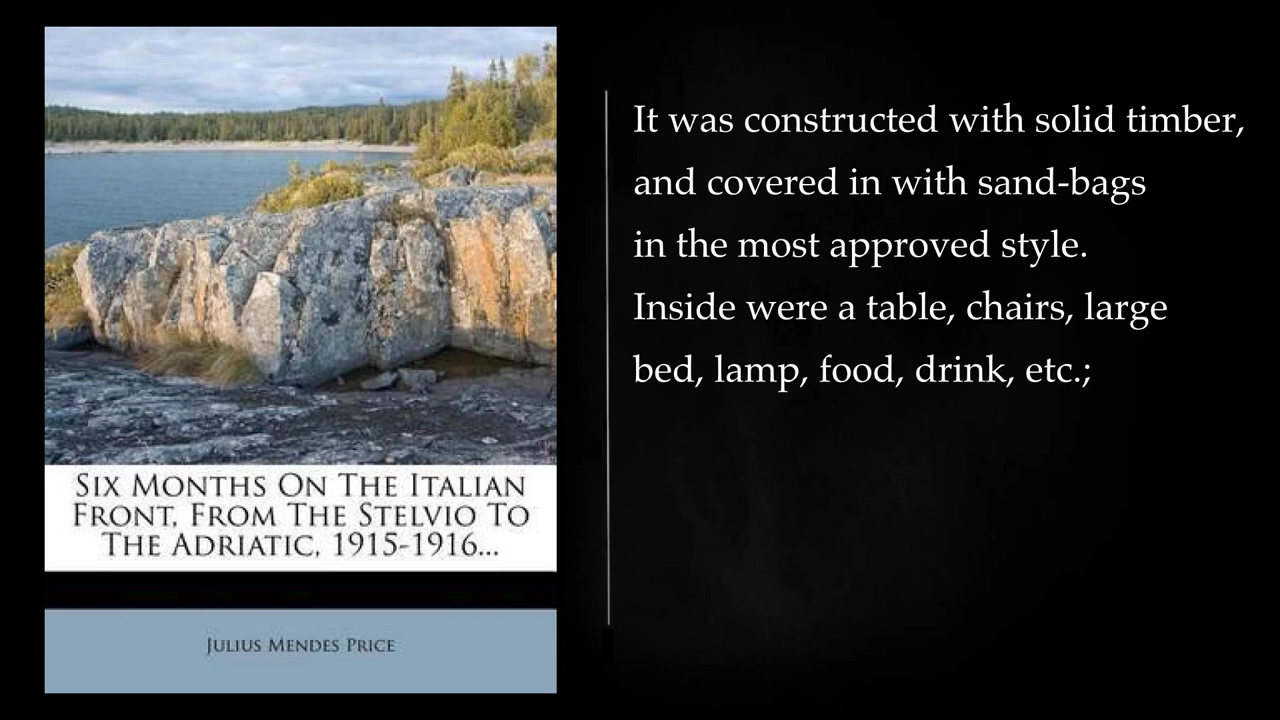 Six Months On The Italian
Front, From The Stelvio To
The Adriatic, 1915-1916...
Julius Mendes Price
It was constructed with solid timber,
and covered in with sand-bags
in the most approved style.
Inside were a table, chairs, large
bed, lamp, food, drink, etc.;